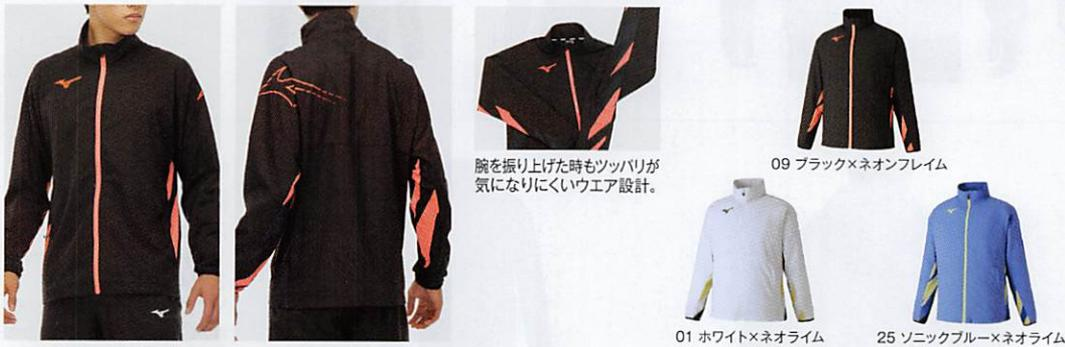 腕を振り上げた時もツッパリが
気になりにくいウエア設計。
09 ブラック×ネオンフレイム
01 ホワイト×ネオライム
25 ソニックブルー×ネオライム